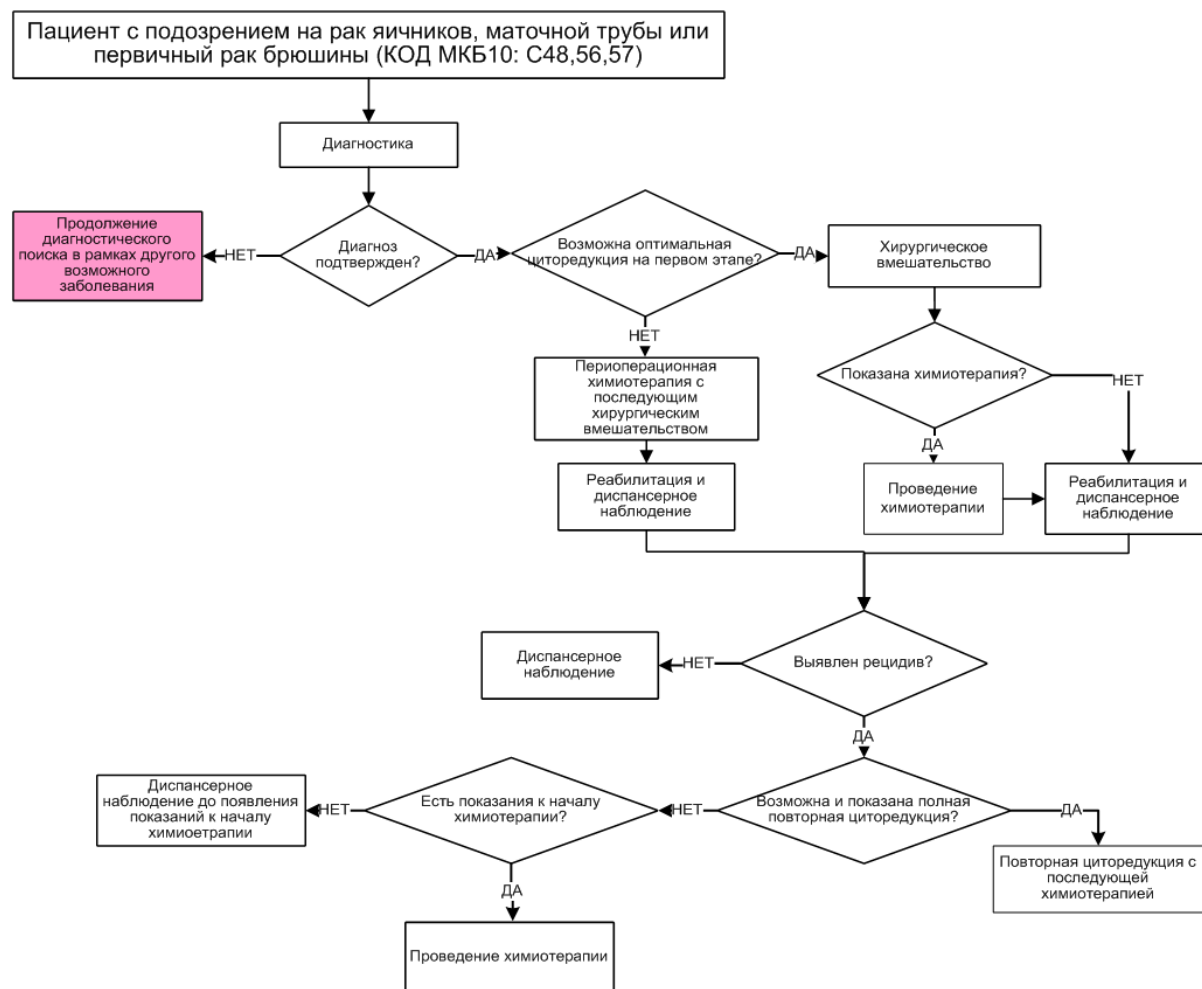 Пациент с подозрением на рак яичников, маточной трубы или
первичный рак брюшины (КОД МКБ10: C48,56,57)
Диагностика
Продолжение
диагностического
поиска в рамках другого
возможного
заболевания
НЕТ
Диагноз
подтвержден?
ДА
Возможна оптимальная
циторедукция на первом этапе?
ДА
Хирургическое
вмешательство
НЕТ
Периоперационная
химиотерапия с
последующим
хирургическим
вмешательством
Показана химиотерапия?
НЕТ
ДА
Реабилитация и
диспансерное
наблюдение
Проведение
химиотерапии
Реабилитация и
диспансерное
наблюдение
Диспансерное
наблюдение
НЕТ
Выявлен рецидив?
ДА
Диспансерное
наблюдение до появления
показаний к началу
химиоетрапии
НЕТ
Есть показания к началу
химиотерапии?
НЕТ
Возможна и показана полная
повторная циторедукция?
ДА
Повторная циторедукция с
последующей
химиотерапией
ДА
Проведение химиотерапии